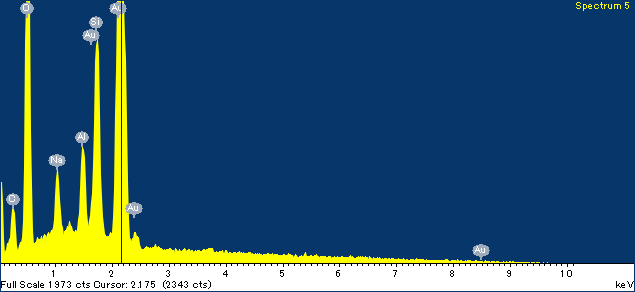 Spectrum 5
O Au
Si
Au
Al
Na
C Au
Au
0 1 2 3 4 5 6 7 8 9 10
Full Scale 1973 cts Cursor: 2.175 (2343 cts) keV